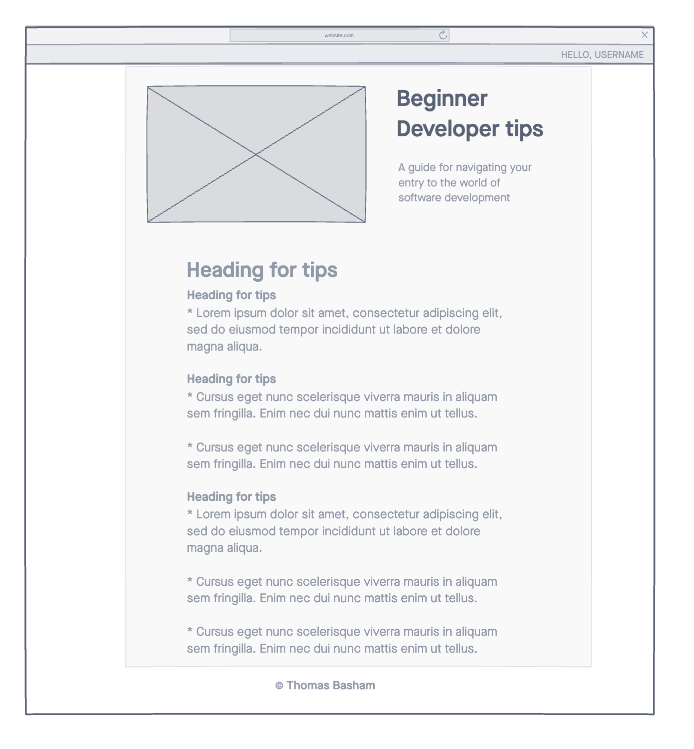 website.com
HELLO, USERNAME
Beginner
Developer tips
A guide for navigating your
entry to the world of
software development
Heading for tips
Heading for tips
* Lorem ipsum dolor sit amet, consectetur adipiscing elit,
sed do eiusmod tempor incididunt ut labore et dolore
magna aliqua.
Heading for tips
* Cursus eget nunc scelerisque viverra mauris in aliquam
sem fringilla. Enim nec dui nunc mattis enim ut tellus.
* Cursus eget nunc scelerisque viverra mauris in aliquam
sem fringilla. Enim nec dui nunc mattis enim ut tellus.
Heading for tips
* Lorem ipsum dolor sit amet, consectetur adipiscing elit,
sed do eiusmod tempor incididunt ut labore et dolore
magna aliqua.
* Cursus eget nunc scelerisque viverra mauris in aliquam
sem fringilla. Enim nec dui nunc mattis enim ut tellus.
* Cursus eget nunc scelerisque viverra mauris in aliquam
sem fringilla. Enim nec dui nunc mattis enim ut tellus.
© Thomas Basham